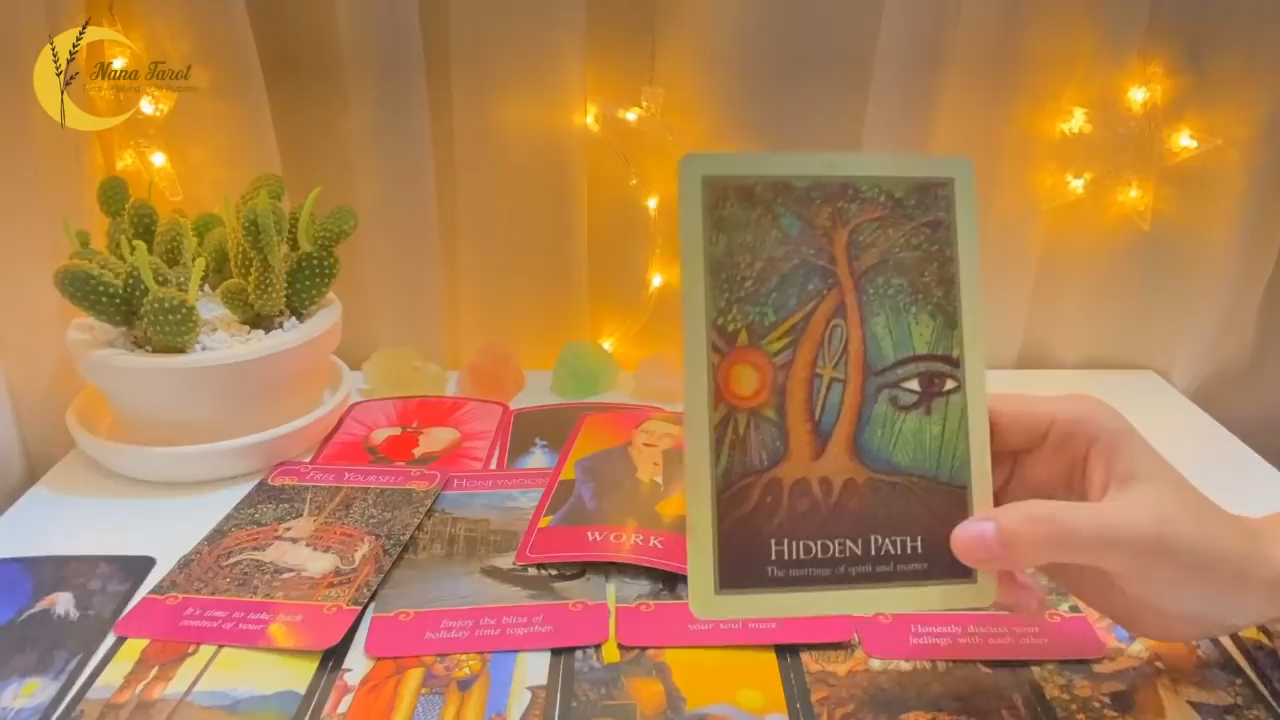 Nana Tarot
FREE YOURSELF
HONEYMOON
WORK
HIDDEN PATH
The marriage of spirit and matter
It's time to take back
control of your
Enjoy the bliss of
holiday time together.
your soul mate
Honestly discuss your
feelings with each other